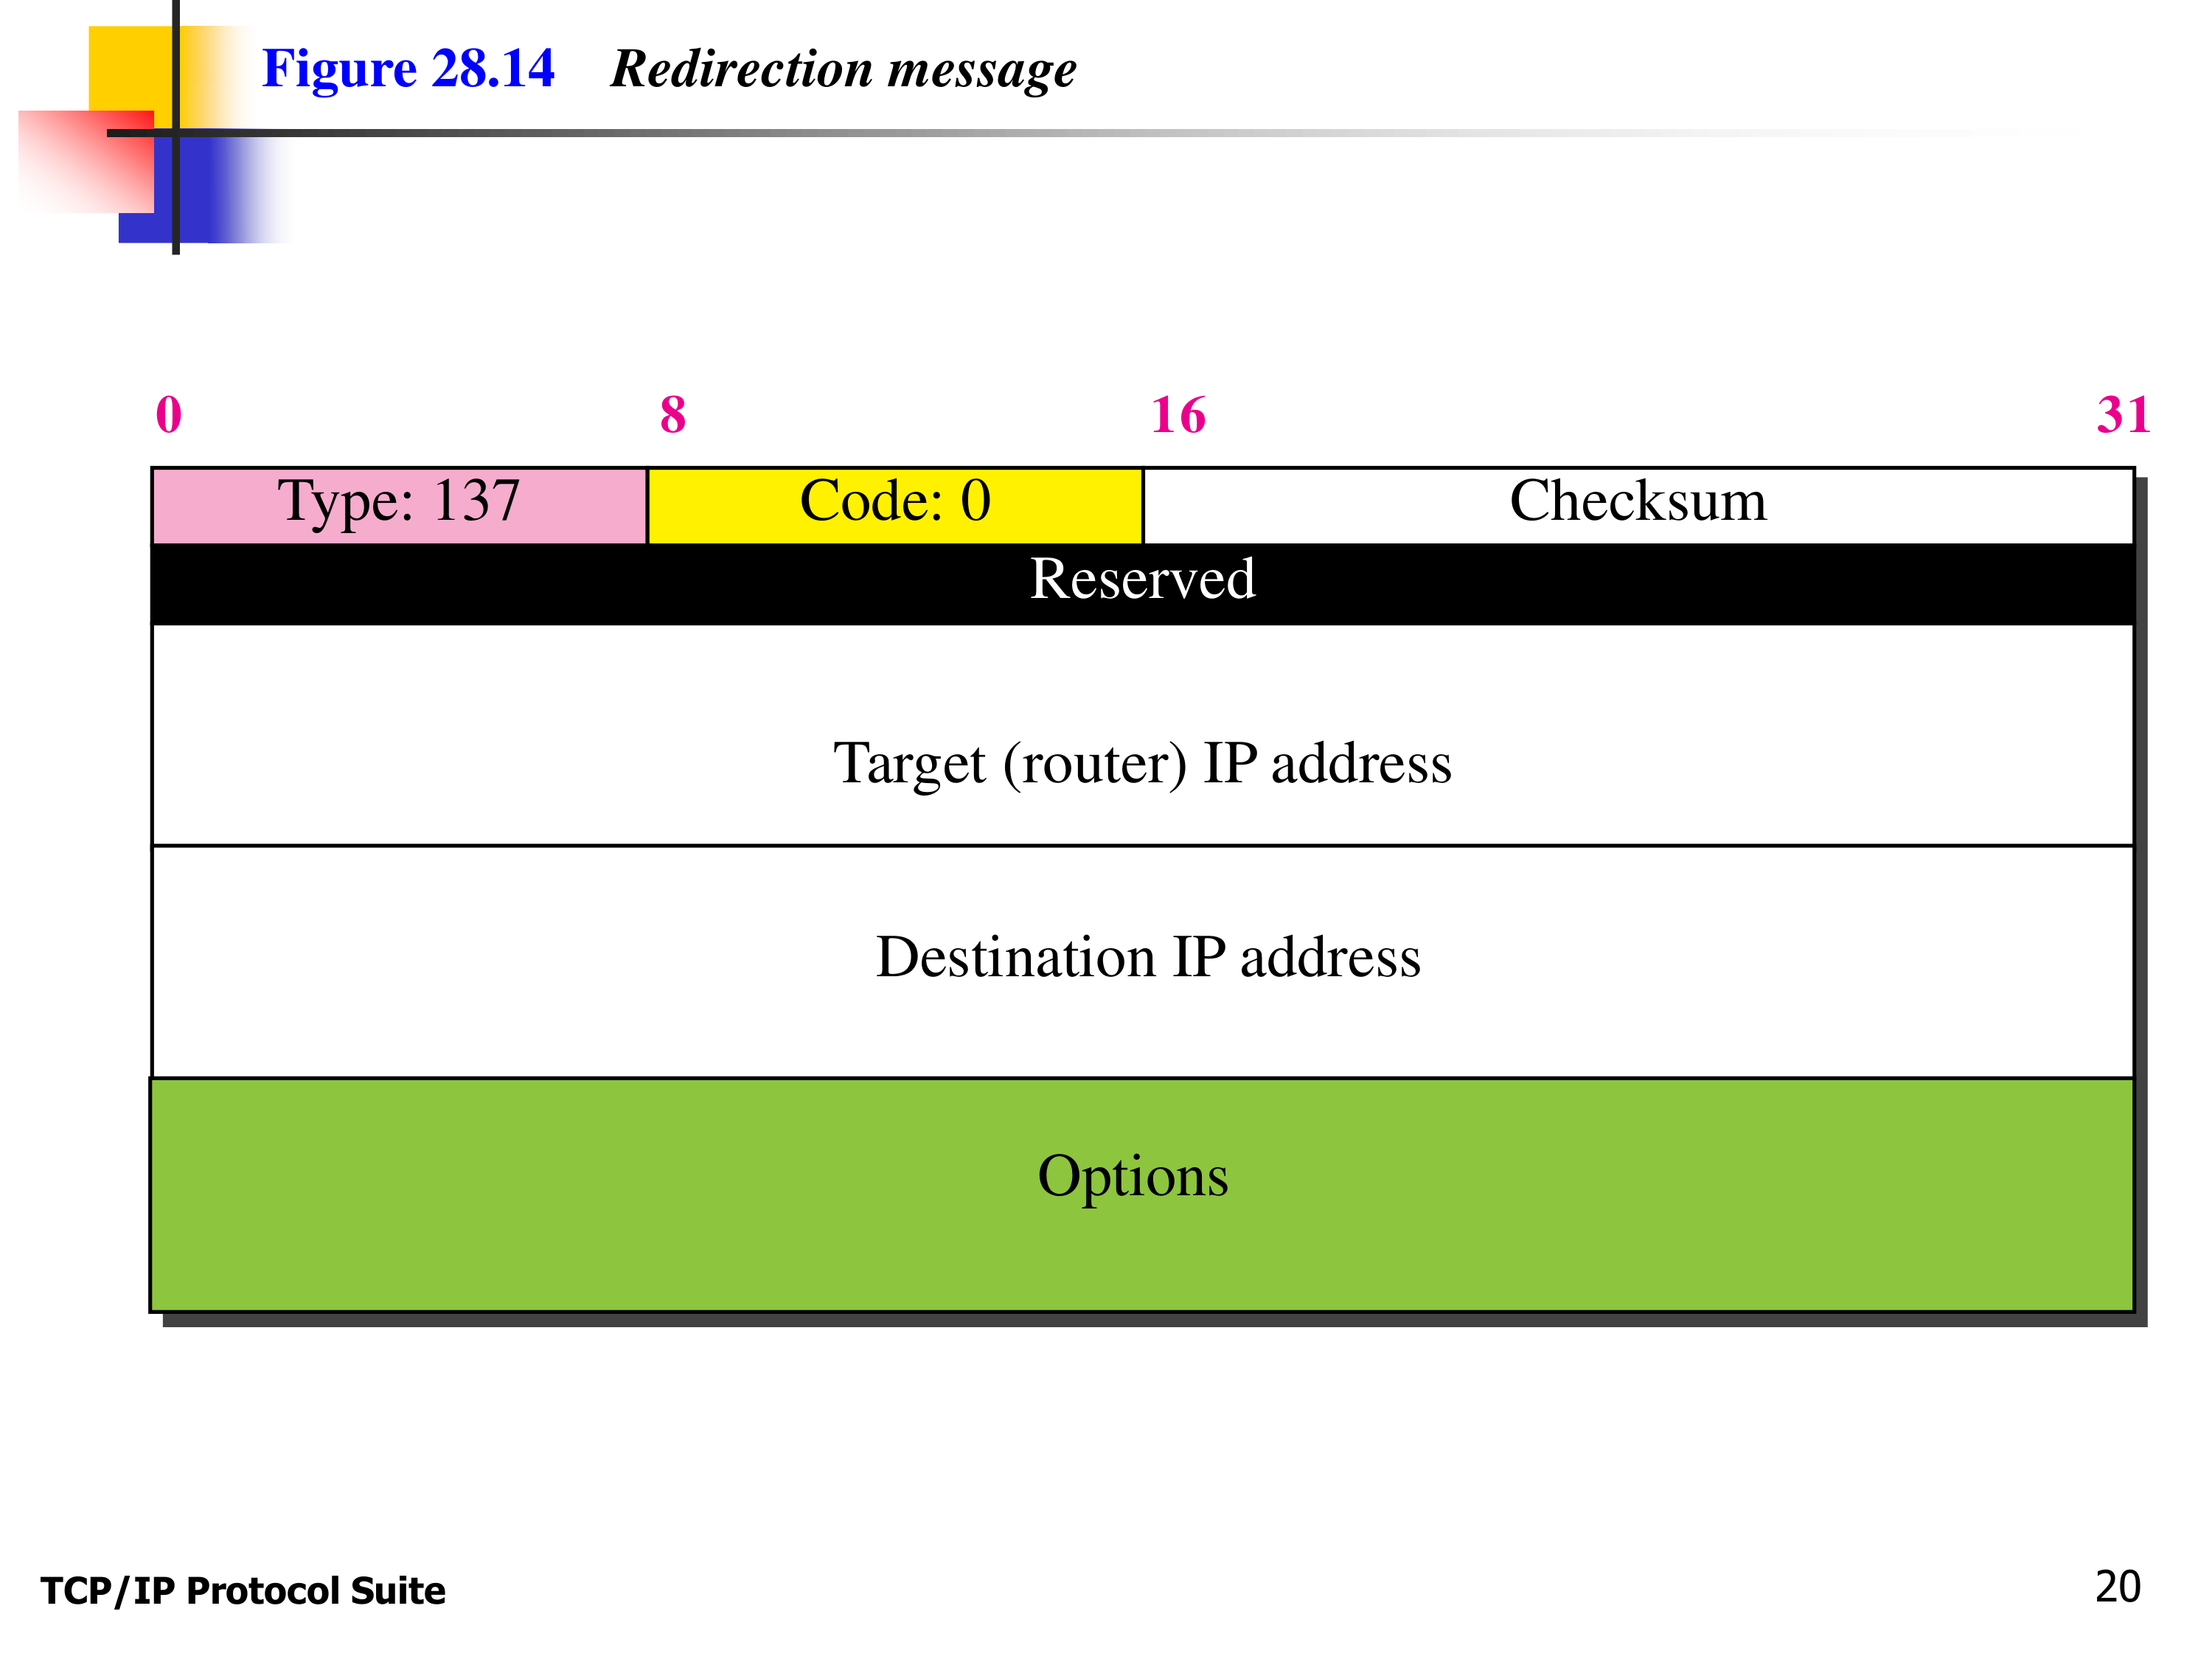 Figure 28.14 Redirection message
0 8 16 31
Type: 137 Code: 0 Checksum
Reserved
Target (router) IP address
Destination IP address
Options
TCP/IP Protocol Suite 20